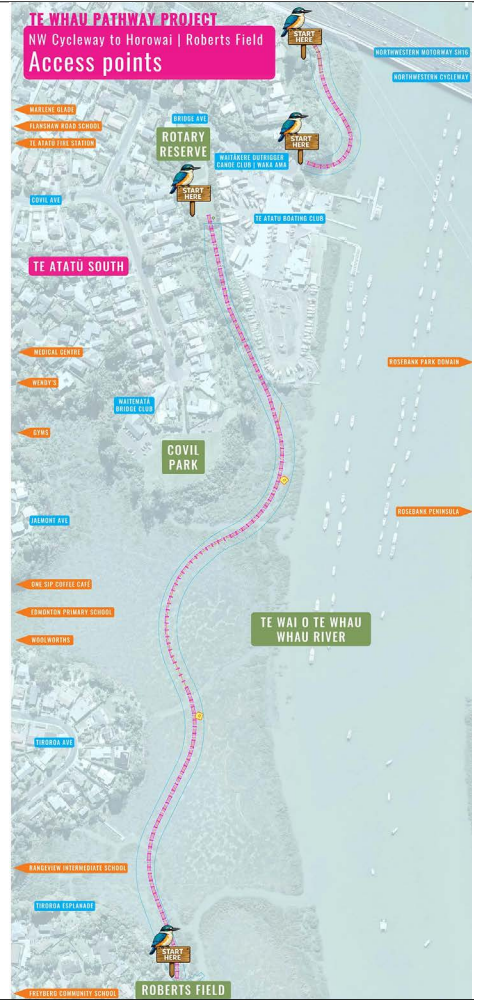 TE WHAU PATHWAY PROJECT
NW Cycleway to Horowai | Roberts Field
Access points
START
HERE
NORTHWESTERN MOTORWAY SH16
NORTHWESTERN CYCLEWAY
MARLENE GLADE
FLANSHAW ROAD SCHOOL
TE ATATŌ FIRE STATION
BRIDGE AVE
ROTARY
RESERVE
START
HERE
WAITĀKERE OUTRIGGER
CANOE CLUB | WAKA AMA
START
HERE
COVIL AVE
TE ATATU BOATING CLUB
TE ATATŪ SOUTH
MEDICAL CENTRE
ROSEBANK PARK DOMAIN
WENDY'S
WAITEMATĀ
BRIDGE CLUB
GYMS
COVIL
PARK
ROSEBANK PENINSULA
JAEMONT AVE
ONE SIP COFFEE CAFÉ
EDMONTON PRIMARY SCHOOL
TE WAI O TE WHAU
WHAU RIVER
WOOLWORTHS
TIROROA AVE
RANGEVIEW INTERMEDIATE SCHOOL
TIROROA ESPLANADE
START
HERE
ROBERTS FIELD
FREYBERG COMMUNITY SCHOOL